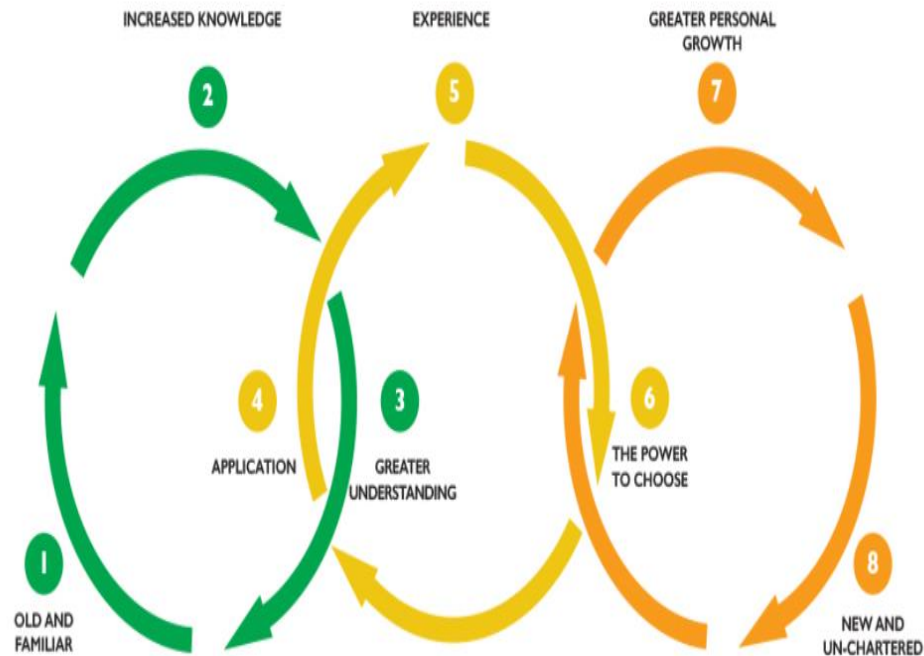 INCREASED KNOWLEDGE
EXPERIENCE
GREATER PERSONAL
GROWTH
2
5
7
4
3
6
APPLICATION
GREATER
UNDERSTANDING
THE POWER
TO CHOOSE
1
OLD AND
FAMILIAR
8
NEW AND
UN-CHARTERED